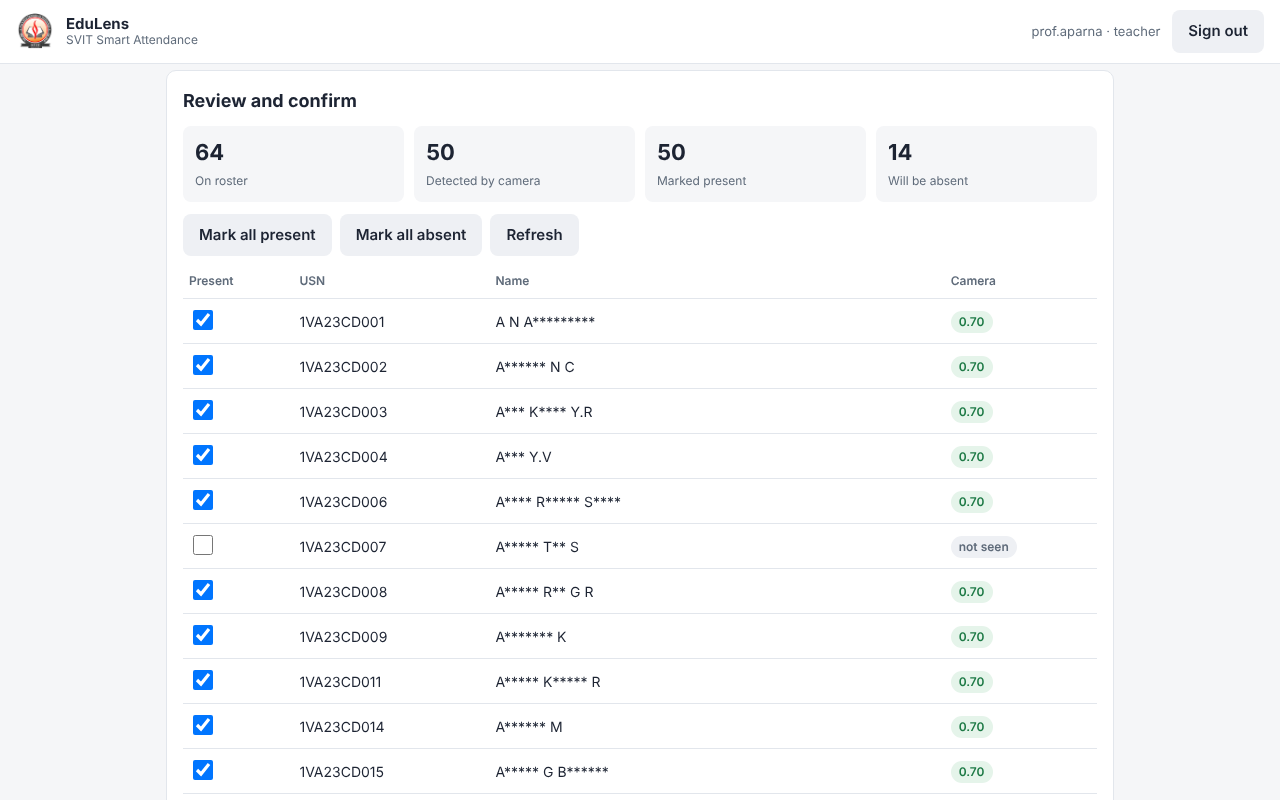 EduLens
SVIT Smart Attendance
prof.aparna · teacher
Sign out
Review and confirm
64
On roster
50
Detected by camera
50
Marked present
14
Will be absent
Mark all present
Mark all absent
Refresh
Present USN Name Camera
1VA23CD001 A N A********* 0.70
1VA23CD002 A****** N C 0.70
1VA23CD003 A*** K**** Y.R 0.70
1VA23CD004 A*** Y.V 0.70
1VA23CD006 A**** R***** S**** 0.70
1VA23CD007 A***** T** S not seen
1VA23CD008 A***** R** G R 0.70
1VA23CD009 A******* K 0.70
1VA23CD011 A***** K***** R 0.70
1VA23CD014 A****** M 0.70
1VA23CD015 A***** G B****** 0.70